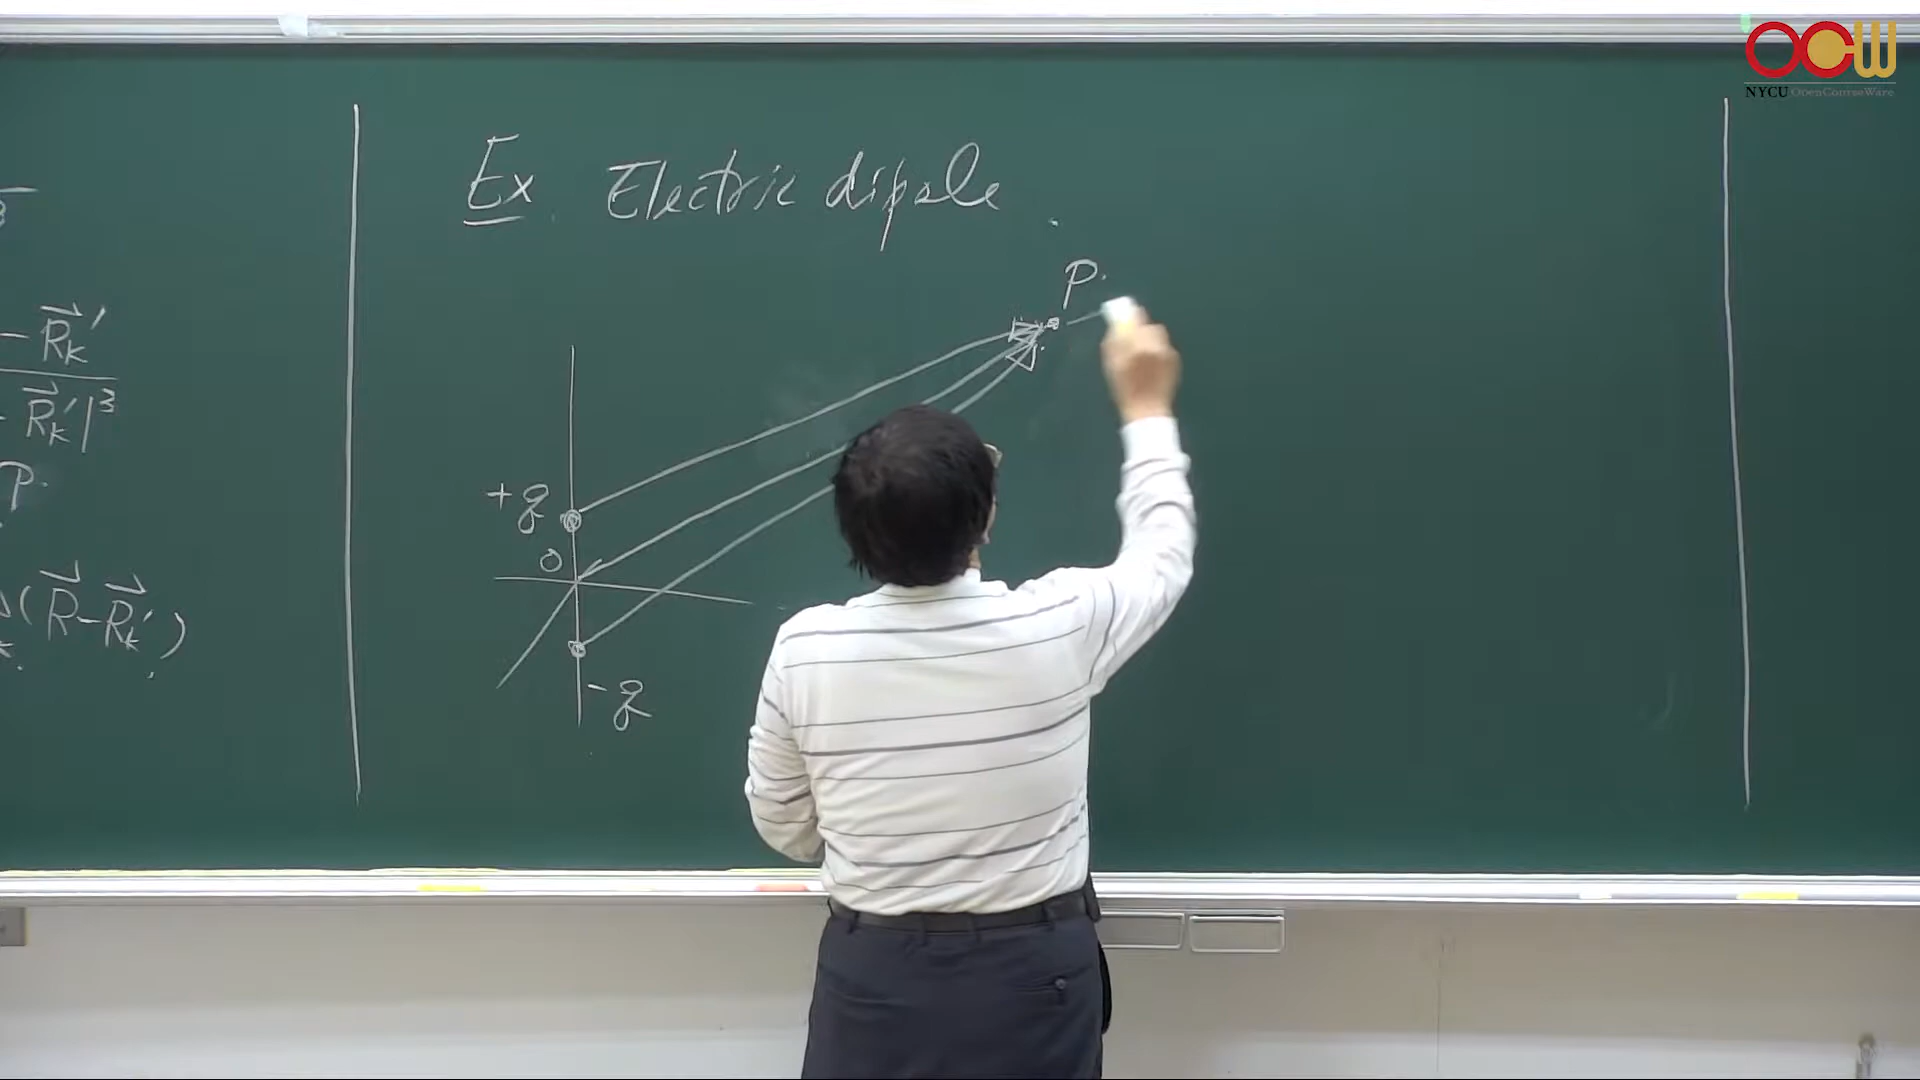 - R⃗k'
- R⃗k'|³
P.
(R⃗-R⃗k')
k.
Ex. Electric dipole.
P.
+q
O
-q
OCW
NYCU OpenCourseWare